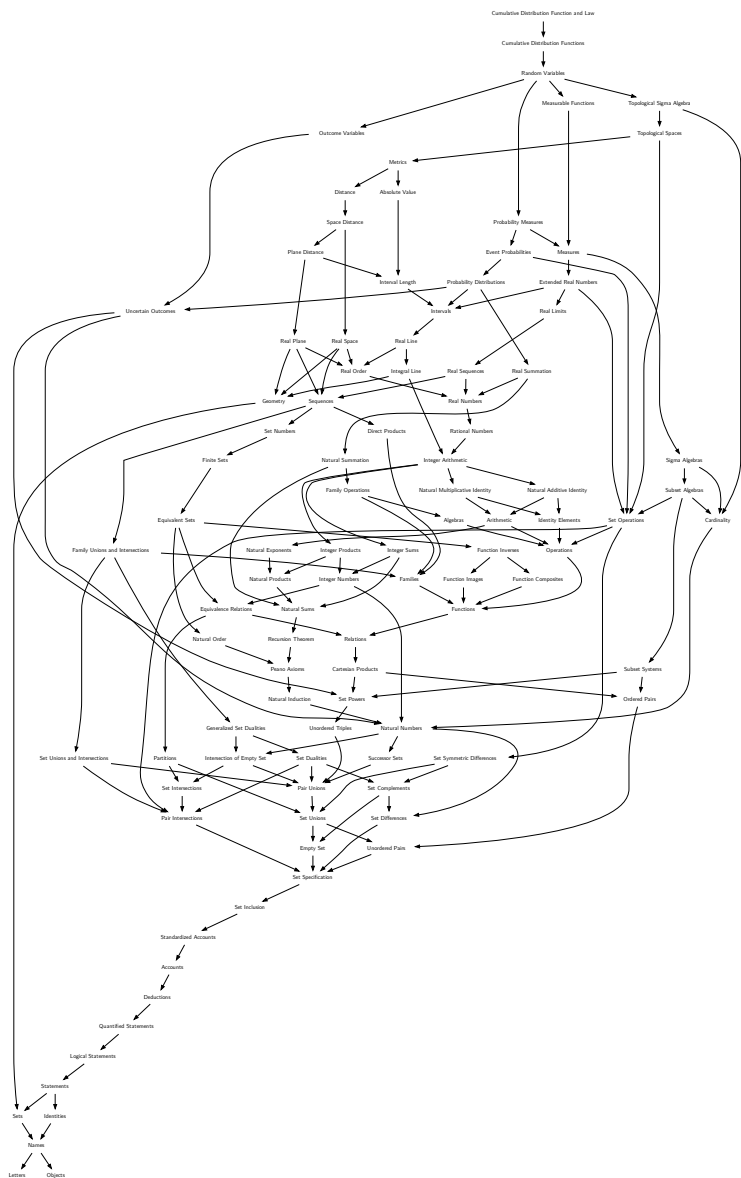 Cumulative Distribution Function and Law
Cumulative Distribution Functions
Random Variables
Measurable Functions
Topological Sigma Algebra
Outcome Variables
Topological Spaces
Metrics
Distance
Absolute Value
Space Distance
Probability Measures
Plane Distance
Event Probabilities
Measures
Interval Length
Probability Distributions
Extended Real Numbers
Uncertain Outcomes
Intervals
Real Limits
Real Plane
Real Space
Real Line
Real Order
Integral Line
Real Sequences
Real Summation
Geometry
Sequences
Real Numbers
Set Numbers
Direct Products
Rational Numbers
Finite Sets
Natural Summation
Integer Arithmetic
Sigma Algebras
Family Operations
Natural Multiplicative Identity
Natural Additive Identity
Subset Algebras
Equivalent Sets
Algebras
Arithmetic
Identity Elements
Set Operations
Cardinality
Family Unions and Intersections
Natural Exponents
Integer Products
Integer Sums
Function Inverses
Operations
Natural Products
Integer Numbers
Families
Function Images
Function Composites
Equivalence Relations
Natural Sums
Functions
Natural Order
Recursion Theorem
Relations
Peano Axioms
Cartesian Products
Subset Systems
Natural Induction
Set Powers
Ordered Pairs
Generalized Set Dualities
Unordered Triples
Natural Numbers
Set Unions and Intersections
Partitions
Intersection of Empty Set
Set Dualities
Successor Sets
Set Symmetric Differences
Set Intersections
Pair Unions
Set Complements
Pair Intersections
Set Unions
Set Differences
Empty Set
Unordered Pairs
Set Specification
Set Inclusion
Standardized Accounts
Accounts
Deductions
Quantified Statements
Logical Statements
Statements
Sets
Identities
Names
Letters
Objects